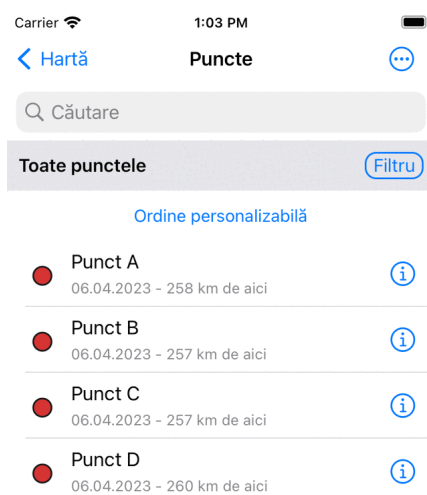 Carrier 1:03 PM
Hartă Puncte
Căutare
Toate punctele Filtru
Ordine personalizabilă
Punct A
06.04.2023 - 258 km de aici
Punct B
06.04.2023 - 257 km de aici
Punct C
06.04.2023 - 257 km de aici
Punct D
06.04.2023 - 260 km de aici